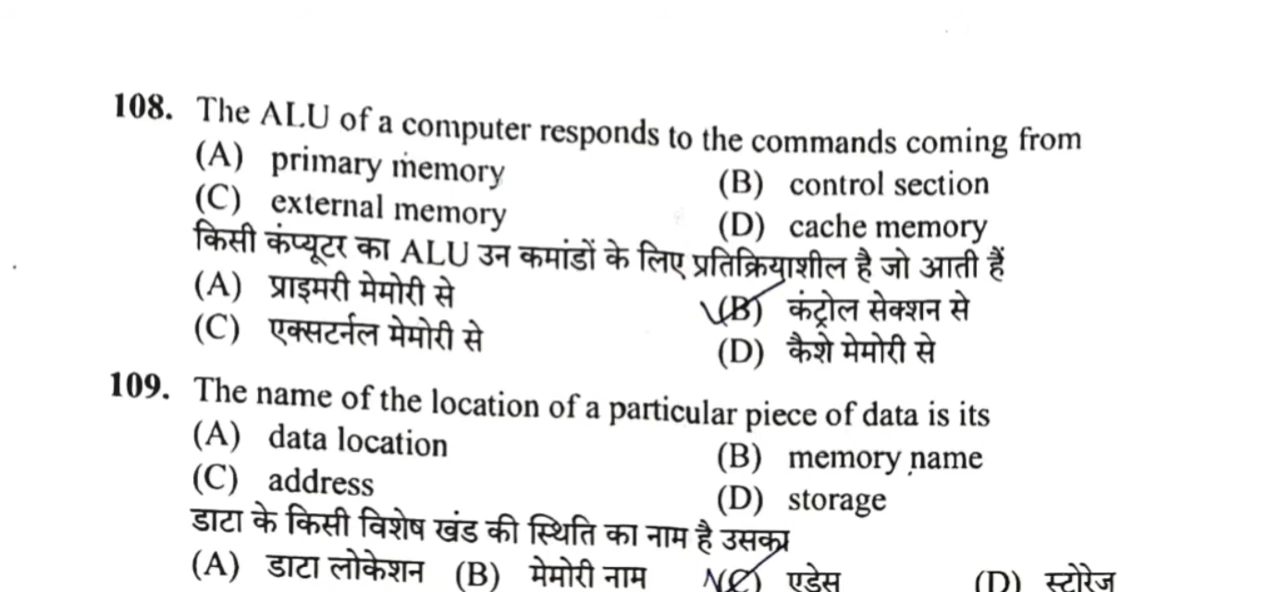 108. The ALU of a computer responds to the commands coming from
(A) primary memory (B) control section
(C) external memory (D) cache memory
किसी कंप्यूटर का ALU उन कमांडों के लिए प्रतिक्रियाशील है जो आती हैं
(A) प्राइमरी मेमोरी से (B) कंट्रोल सेक्शन से
(C) एक्सटर्नल मेमोरी से (D) कैशे मेमोरी से
109. The name of the location of a particular piece of data is its
(A) data location (B) memory name
(C) address (D) storage
डाटा के किसी विशेष खंड की स्थिति का नाम है उसका
(A) डाटा लोकेशन (B) मेमोरी नाम (C) एड्रेस (D) स्टोरेज